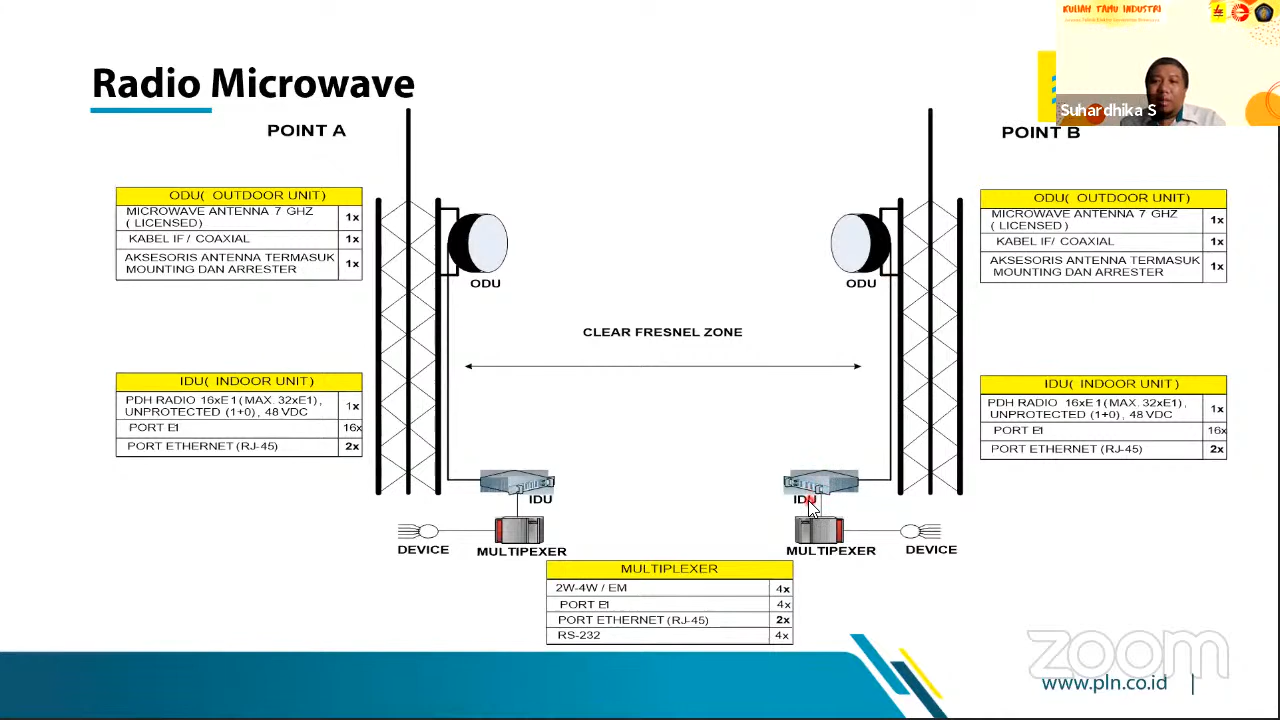 KULIAH TAMU INDUSTRI
Suhardhika S
Radio Microwave
POINT A
POINT B
ODU( OUTDOOR UNIT)
MICROWAVE ANTENNA 7 GHZ
( LICENSED)
1x
KABEL IF/ COAXIAL
1x
AKSESORIS ANTENNA TERMASUK
MOUNTING DAN ARRESTER
1x
ODU
ODU
ODU( OUTDOOR UNIT)
MICROWAVE ANTENNA 7 GHZ
( LICENSED)
1x
KABEL IF/ COAXIAL
1x
AKSESORIS ANTENNA TERMASUK
MOUNTING DAN ARRESTER
1x
CLEAR FRESNEL ZONE
IDU( INDOOR UNIT)
PDH RADIO 16xE1(MAX. 32xE1),
UNPROTECTED (1+0), 48 VDC
1x
PORT E1
16x
PORT ETHERNET (RJ-45)
2x
IDU( INDOOR UNIT)
PDH RADIO 16xE1(MAX. 32xE1),
UNPROTECTED (1+0), 48 VDC
1x
PORT E1
16x
PORT ETHERNET (RJ-45)
2x
IDU
IDU
DEVICE
MULTIPEXER
MULTIPEXER
DEVICE
MULTIPLEXER
2W-4W / EM
4x
PORT E1
4x
PORT ETHERNET (RJ-45)
2x
RS-232
4x
zoom
www.pln.co.id